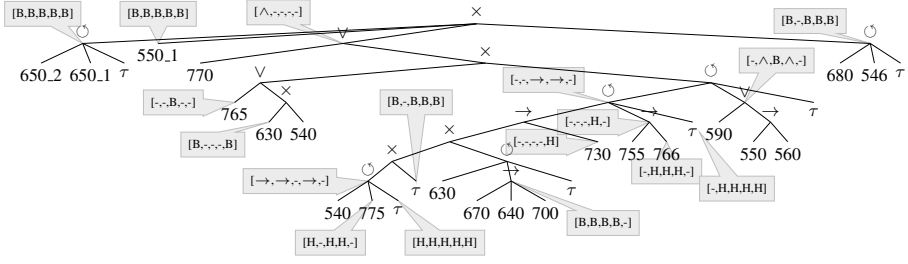 [B,B,B,B,B] [B,B,B,B,B] [∧,-,-,-,-] × [B,-,B,B,B]
↺ 550_1 ∨ ↺
650_2 650_1 τ 770 × 680 546 τ
∨ ↺ [-,∧,B,∧,-]
[-,-,B,-,-] 765 × [-,-,→,→,-] ↺ ∨ τ
[B,-,-,-,B] 630 540 [B,-,B,B,B] → [-,-,-,H,-] → τ 590 →
× [-,-,-,-,H] 730 755 766 550 560
× ↺ [-,H,H,H,-] [-,H,H,H,H]
[→,→,-,→,-] ↺ τ 630 → τ
540 775 τ 670 640 700 [B,B,B,B,-]
[H,-,H,H,-] [H,H,H,H,H]